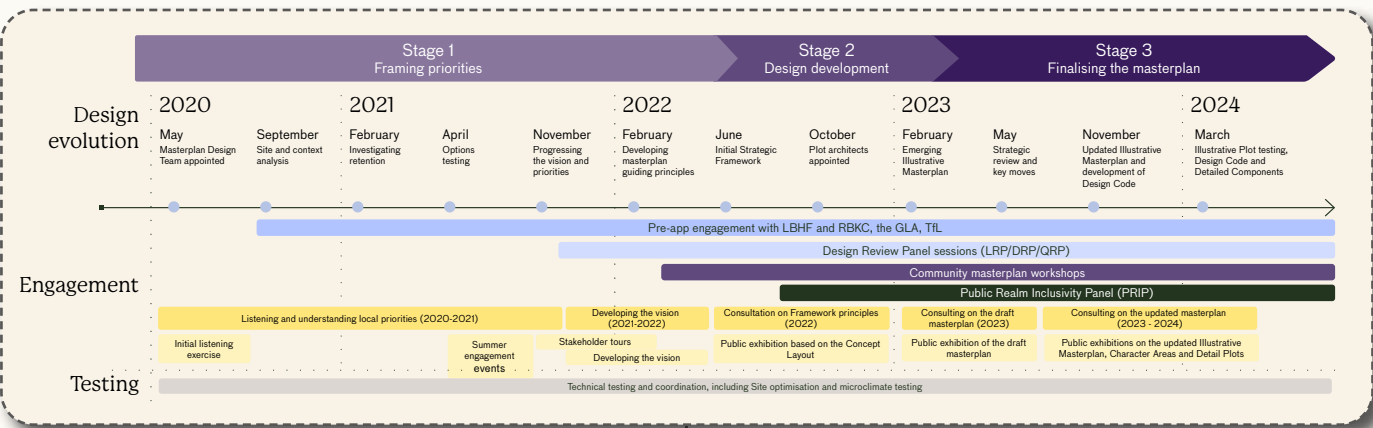 Stage 1
Framing priorities
Stage 2
Design development
Stage 3
Finalising the masterplan
Design
evolution
2020
May
Masterplan Design
Team appointed
September
Site and context
analysis
2021
February
Investigating
retention
April
Options
testing
November
Progressing
the vision and
priorities
2022
February
Developing
masterplan
guiding principles
June
Initial Strategic
Framework
October
Plot architects
appointed
2023
February
Emerging
Illustrative
Masterplan
May
Strategic
review and
key moves
November
Updated Illustrative
Masterplan and
development of
Design Code
2024
March
Illustrative Plot testing,
Design Code and
Detailed Components
Engagement
Pre-app engagement with LBHF and RBKC, the GLA, TfL
Design Review Panel sessions (LRP/DRP/QRP)
Community masterplan workshops
Public Realm Inclusivity Panel (PRIP)
Listening and understanding local priorities (2020-2021)
Developing the vision
(2021-2022)
Consultation on Framework principles
(2022)
Consulting on the draft
masterplan (2023)
Consulting on the updated masterplan
(2023 - 2024)
Initial listening
exercise
Summer
engagement
events
Stakeholder tours
Developing the vision
Public exhibition based on the Concept
Layout
Public exhibition of the draft
masterplan
Public exhibitions on the updated Illustrative
Masterplan, Character Areas and Detail Plots
Testing
Technical testing and coordination, including Site optimisation and microclimate testing